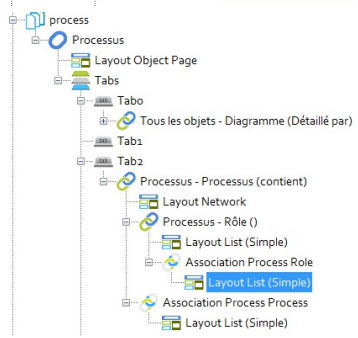 process
Processus
Layout Object Page
Tabs
Tab0
Tous les objets - Diagramme (Détaillé par)
Tab1
Tab2
Processus - Processus (contient)
Layout Network
Processus - Rôle ()
Layout List (Simple)
Association Process Role
Layout List (Simple)
Association Process Process
Layout List (Simple)